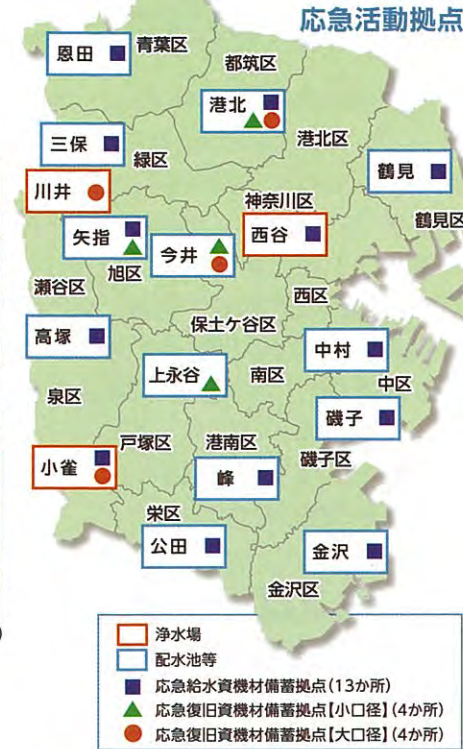 応急活動拠点
恩田
青葉区
都筑区
港北
港北区
三保
緑区
鶴見
川井
神奈川区
鶴見区
矢指
今井
西谷
旭区
瀬谷区
西区
保土ケ谷区
高塚
中村
上永谷
南区
中区
泉区
磯子
戸塚区
港南区
小雀
峰
磯子区
栄区
公田
金沢
金沢区
浄水場
配水池等
応急給水資機材備蓄拠点(13か所)
応急復旧資機材備蓄拠点【小口径】(4か所)
応急復旧資機材備蓄拠点【大口径】(4か所)
)